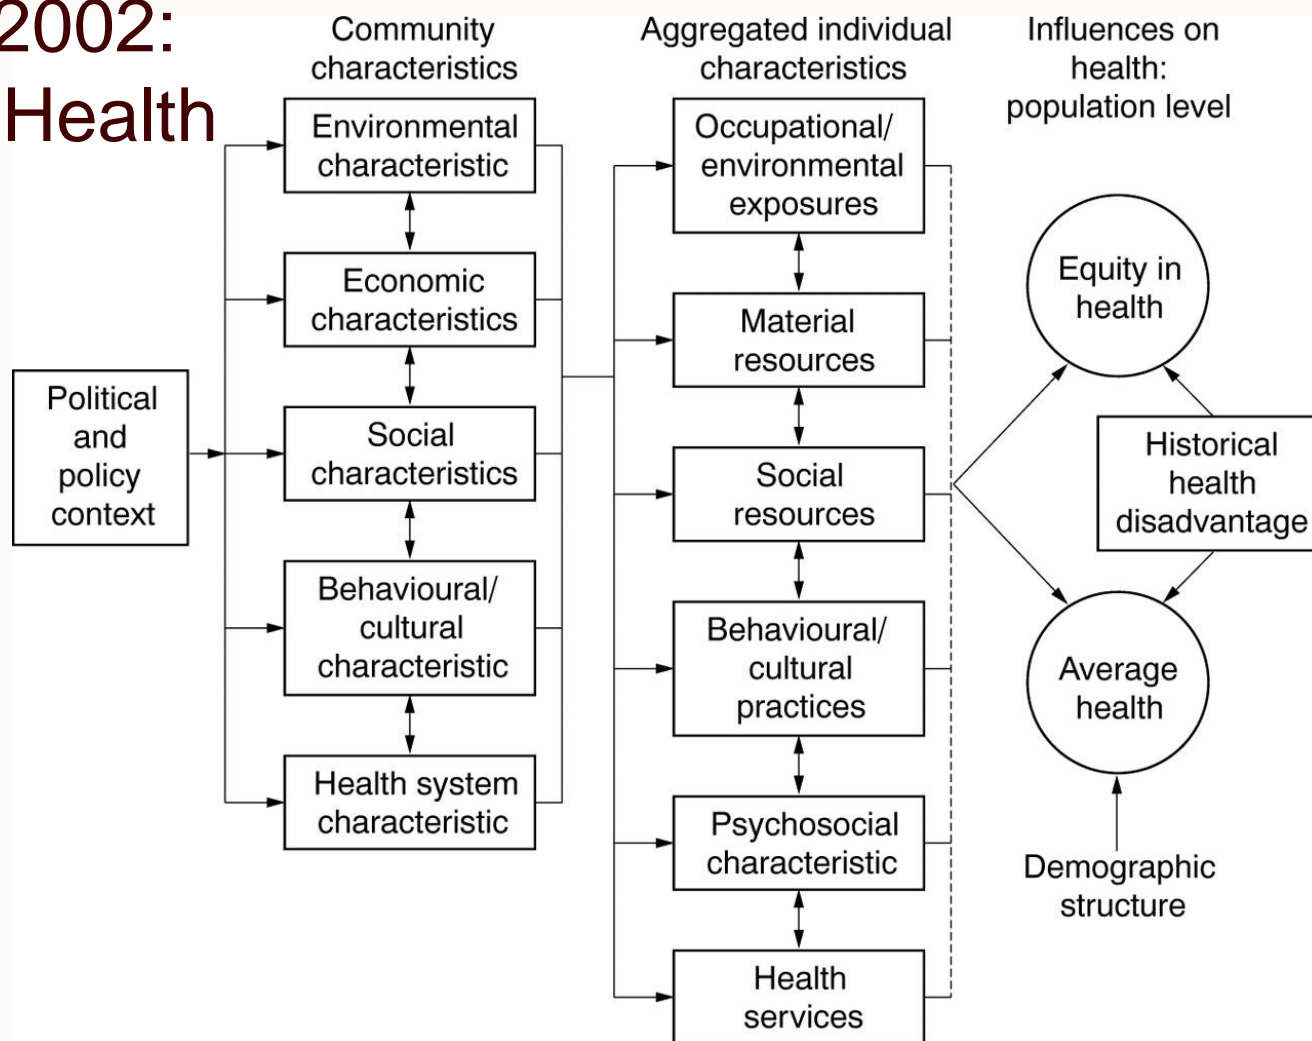 2002:
Health
Community
characteristics
Aggregated individual
characteristics
Influences on
health:
population level
Political
and
policy
context
Environmental
characteristic
Economic
characteristics
Social
characteristics
Behavioural/
cultural
characteristic
Health system
characteristic
Occupational/
environmental
exposures
Material
resources
Social
resources
Behavioural/
cultural
practices
Psychosocial
characteristic
Health
services
Equity in
health
Historical
health
disadvantage
Average
health
Demographic
structure